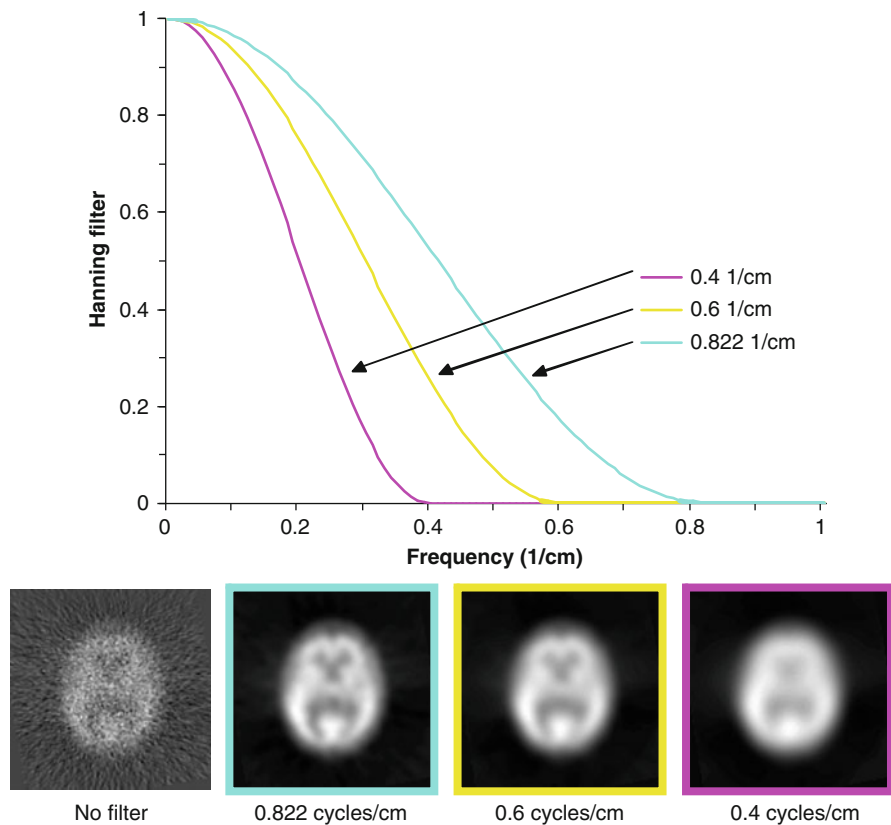 1
0.8
0.6
0.4
0.2
0
Hanning filter
0.4 1/cm
0.6 1/cm
0.822 1/cm
0 0.2 0.4 0.6 0.8 1
Frequency (1/cm)
No filter 0.822 cycles/cm 0.6 cycles/cm 0.4 cycles/cm